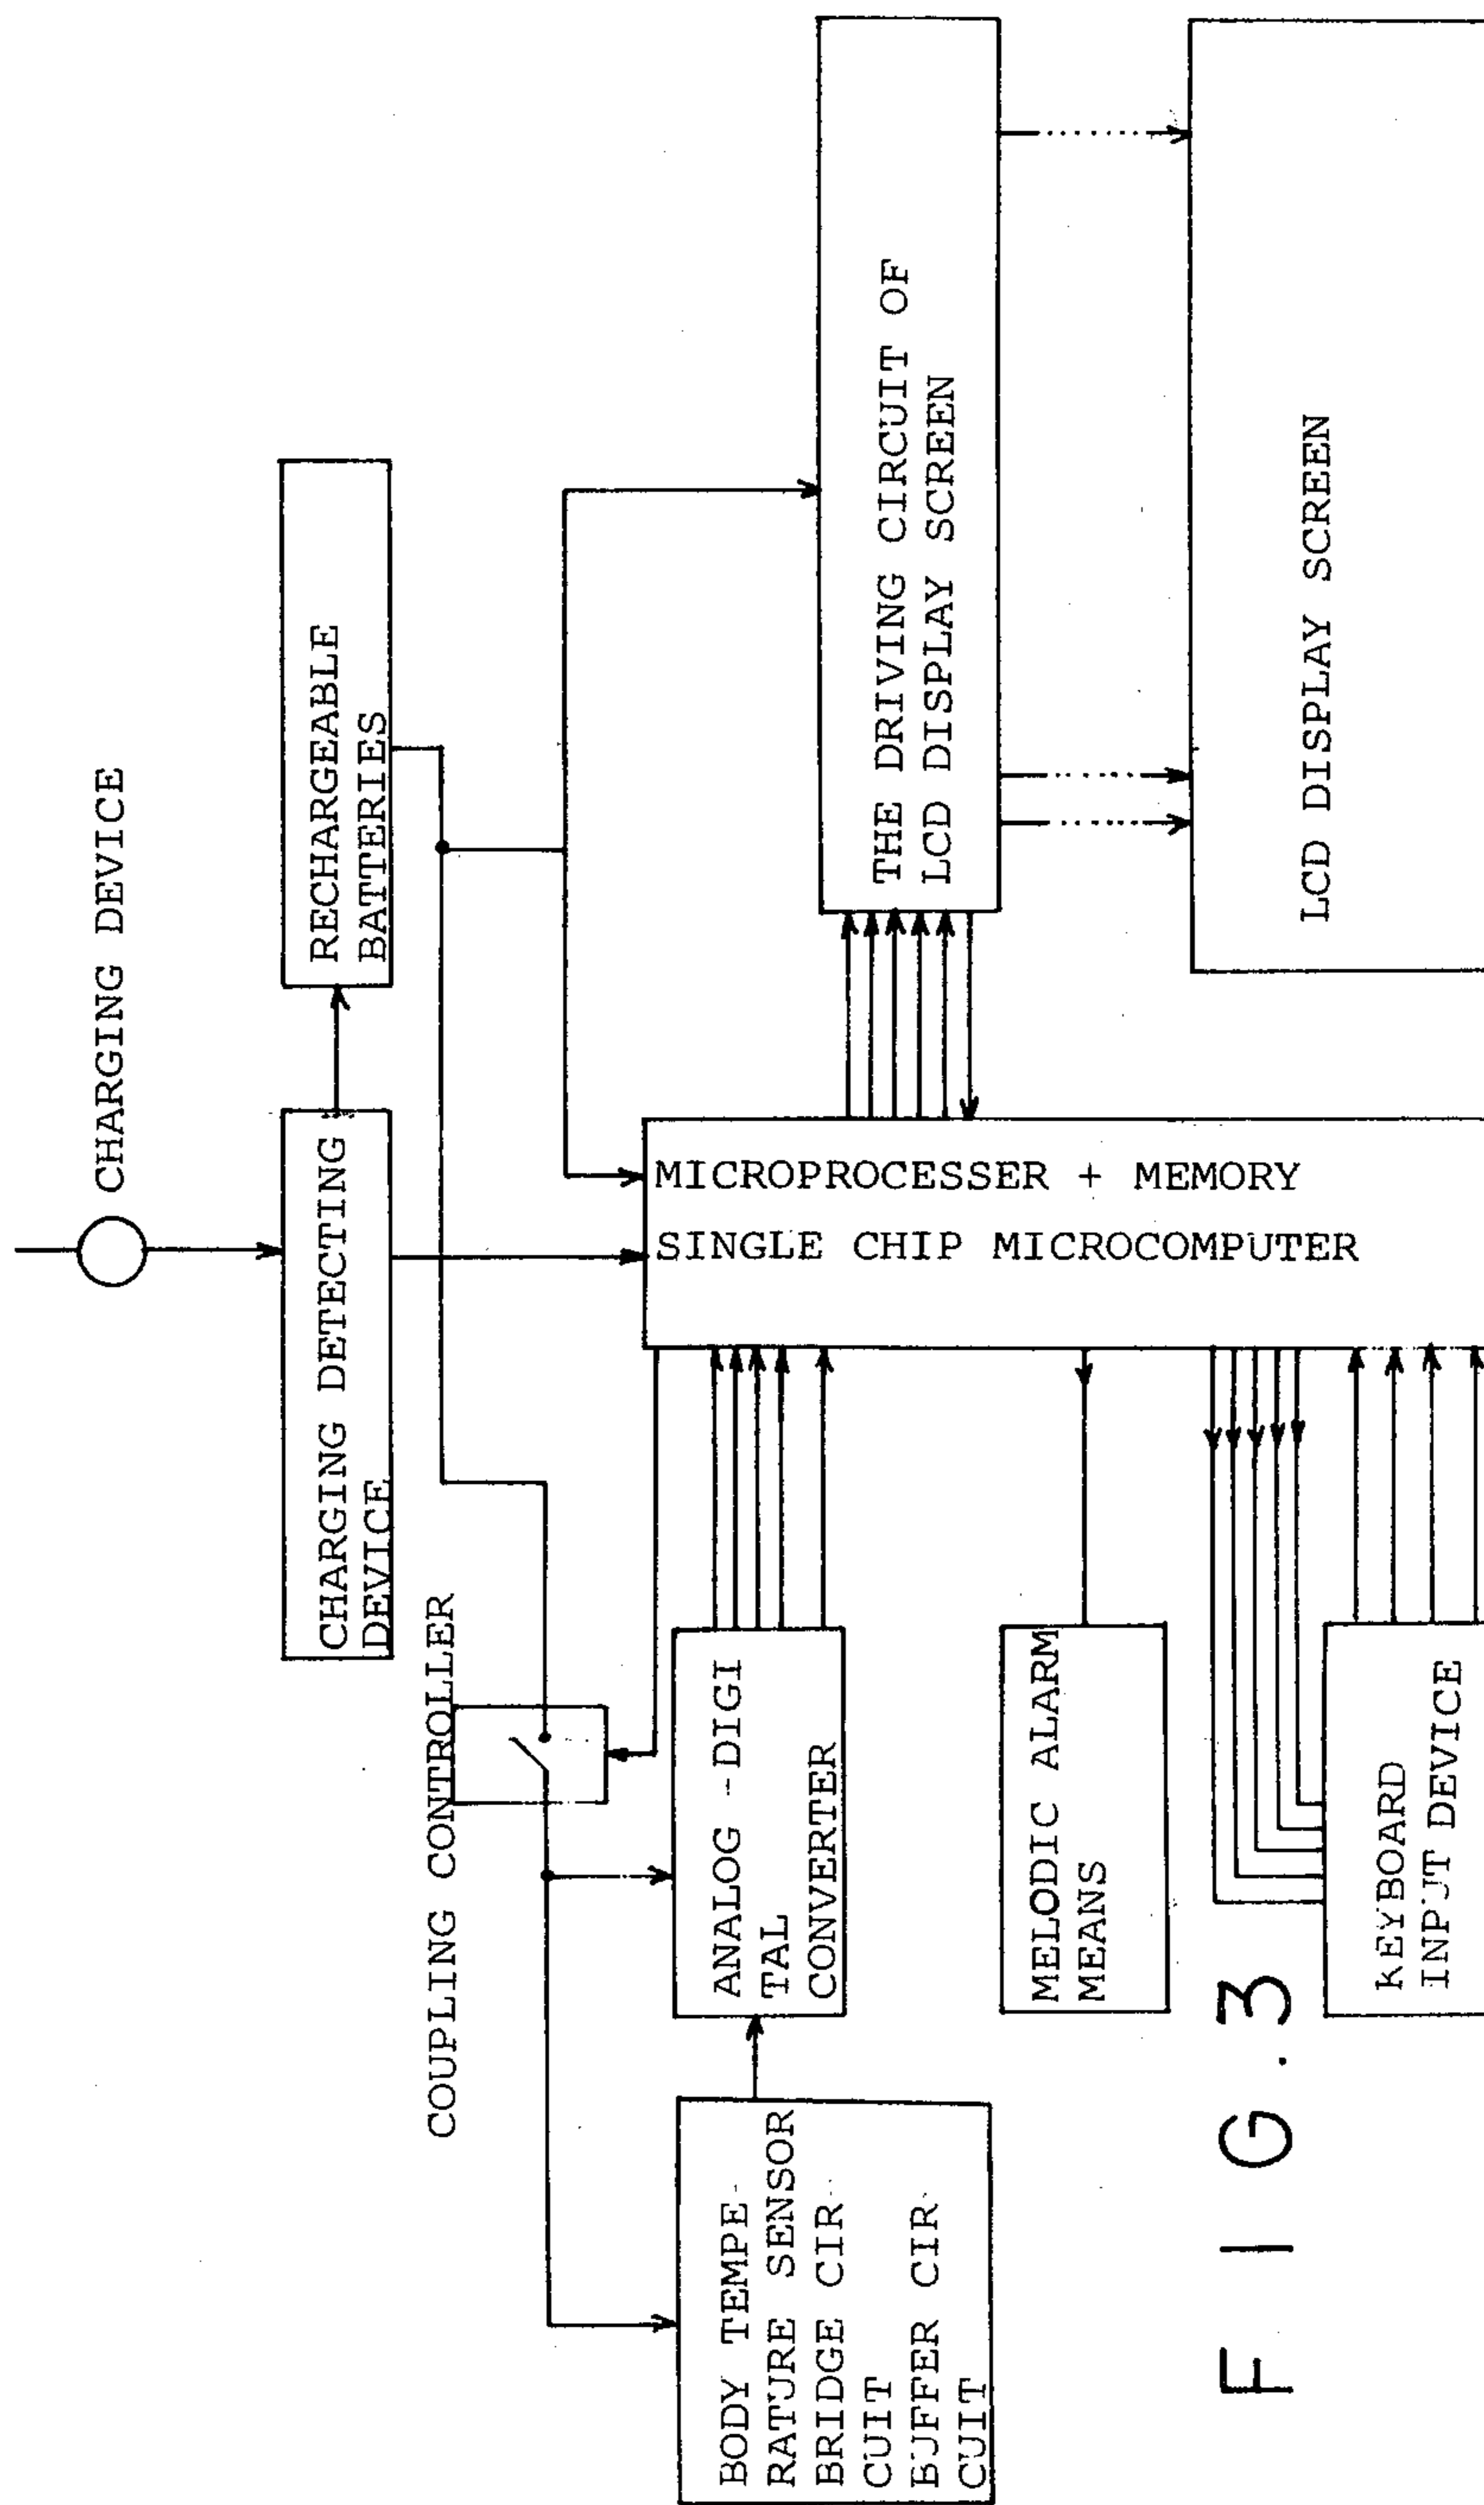 CHARGING DEVICE
CHARGING DETECTING
DEVICE
RECHARGEABLE
BATTERIES
COUPLING CONTROLLER
MICROPROCESSER + MEMORY
SINGLE CHIP MICROCOMPUTER
THE DRIVING CIRCUIT OF
LCD DISPLAY SCREEN
LCD DISPLAY SCREEN
BODY TEMPE-
RATURE SENSOR
BRIDGE CIR-
CUIT
BUFFER CIR-
CUIT
ANALOG -DIGI
TAL
CONVERTER
MELODIC ALARM
MEANS
KEYBOARD
INPUT DEVICE
FIG.3